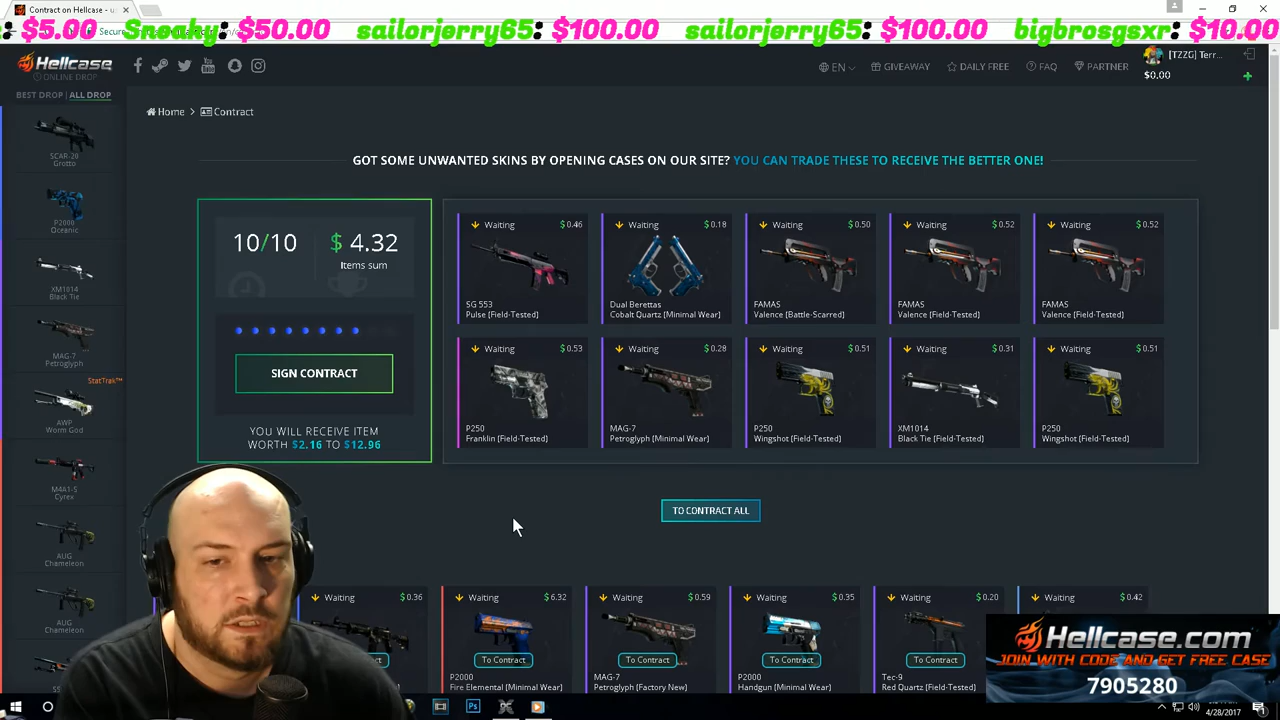 Contract on Hellcase - u
$5.00 Snaby: $50.00 sailorjerry65: $100.00 sailorjerry65: $100.00 bigbrosgsxr: $10.00
Secure
Hellcase
ONLINE DROP
EN
GIVEAWAY
DAILY FREE
FAQ
PARTNER
[TZZG] Terr...
$0.00
BEST DROP | ALL DROP
Home > Contract
GOT SOME UNWANTED SKINS BY OPENING CASES ON OUR SITE? YOU CAN TRADE THESE TO RECEIVE THE BETTER ONE!
SCAR-20
Grotto
P2000
Oceanic
XM1014
Black Tie
MAG-7
Petroglyph
StatTrak™
AWP
Worm God
M4A1-S
Cyrex
AUG
Chameleon
AUG
Chameleon
10/10
$ 4.32
Items sum
SIGN CONTRACT
YOU WILL RECEIVE ITEM
WORTH $2.16 TO $12.96
Waiting $0.46
SG 553
Pulse [Field-Tested]
Waiting $0.18
Dual Berettas
Cobalt Quartz [Minimal Wear]
Waiting $0.50
FAMAS
Valence [Battle-Scarred]
Waiting $0.52
FAMAS
Valence [Field-Tested]
Waiting $0.52
FAMAS
Valence [Field-Tested]
Waiting $0.53
P250
Franklin [Field-Tested]
Waiting $0.28
MAG-7
Petroglyph [Minimal Wear]
Waiting $0.51
P250
Wingshot [Field-Tested]
Waiting $0.31
XM1014
Black Tie [Field-Tested]
Waiting $0.51
P250
Wingshot [Field-Tested]
TO CONTRACT ALL
Waiting $0.36
Waiting $6.32
To Contract
P2000
Fire Elemental [Minimal Wear]
Waiting $0.59
To Contract
MAG-7
Petroglyph [Factory New]
Waiting $0.35
To Contract
P2000
Handgun [Minimal Wear]
Waiting $0.20
To Contract
Tec-9
Red Quartz [Field-Tested]
Waiting $0.42
Hellcase.com
JOIN WITH CODE AND GET FREE CASE
7905280
4/28/2017